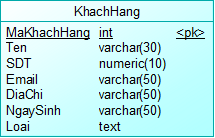 KhachHang
MaKhachHang int <pk>
Ten varchar(30)
SDT numeric(10)
Email varchar(50)
DiaChi varchar(50)
NgaySinh varchar(50)
Loai text